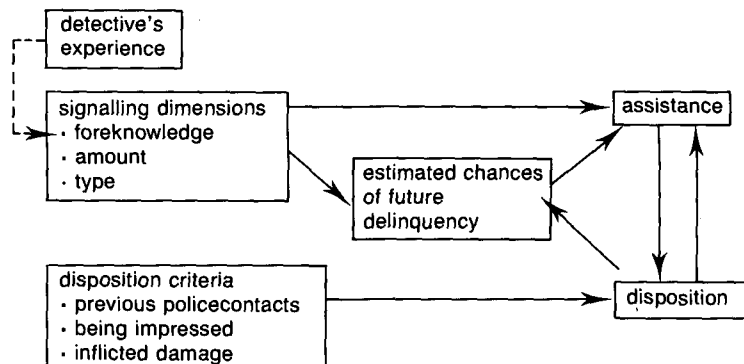 detective's
experience
signalling dimensions
· foreknowledge
· amount
· type
assistance
estimated chances
of future
delinquency
disposition criteria
· previous policecontacts
· being impressed
· inflicted damage
disposition